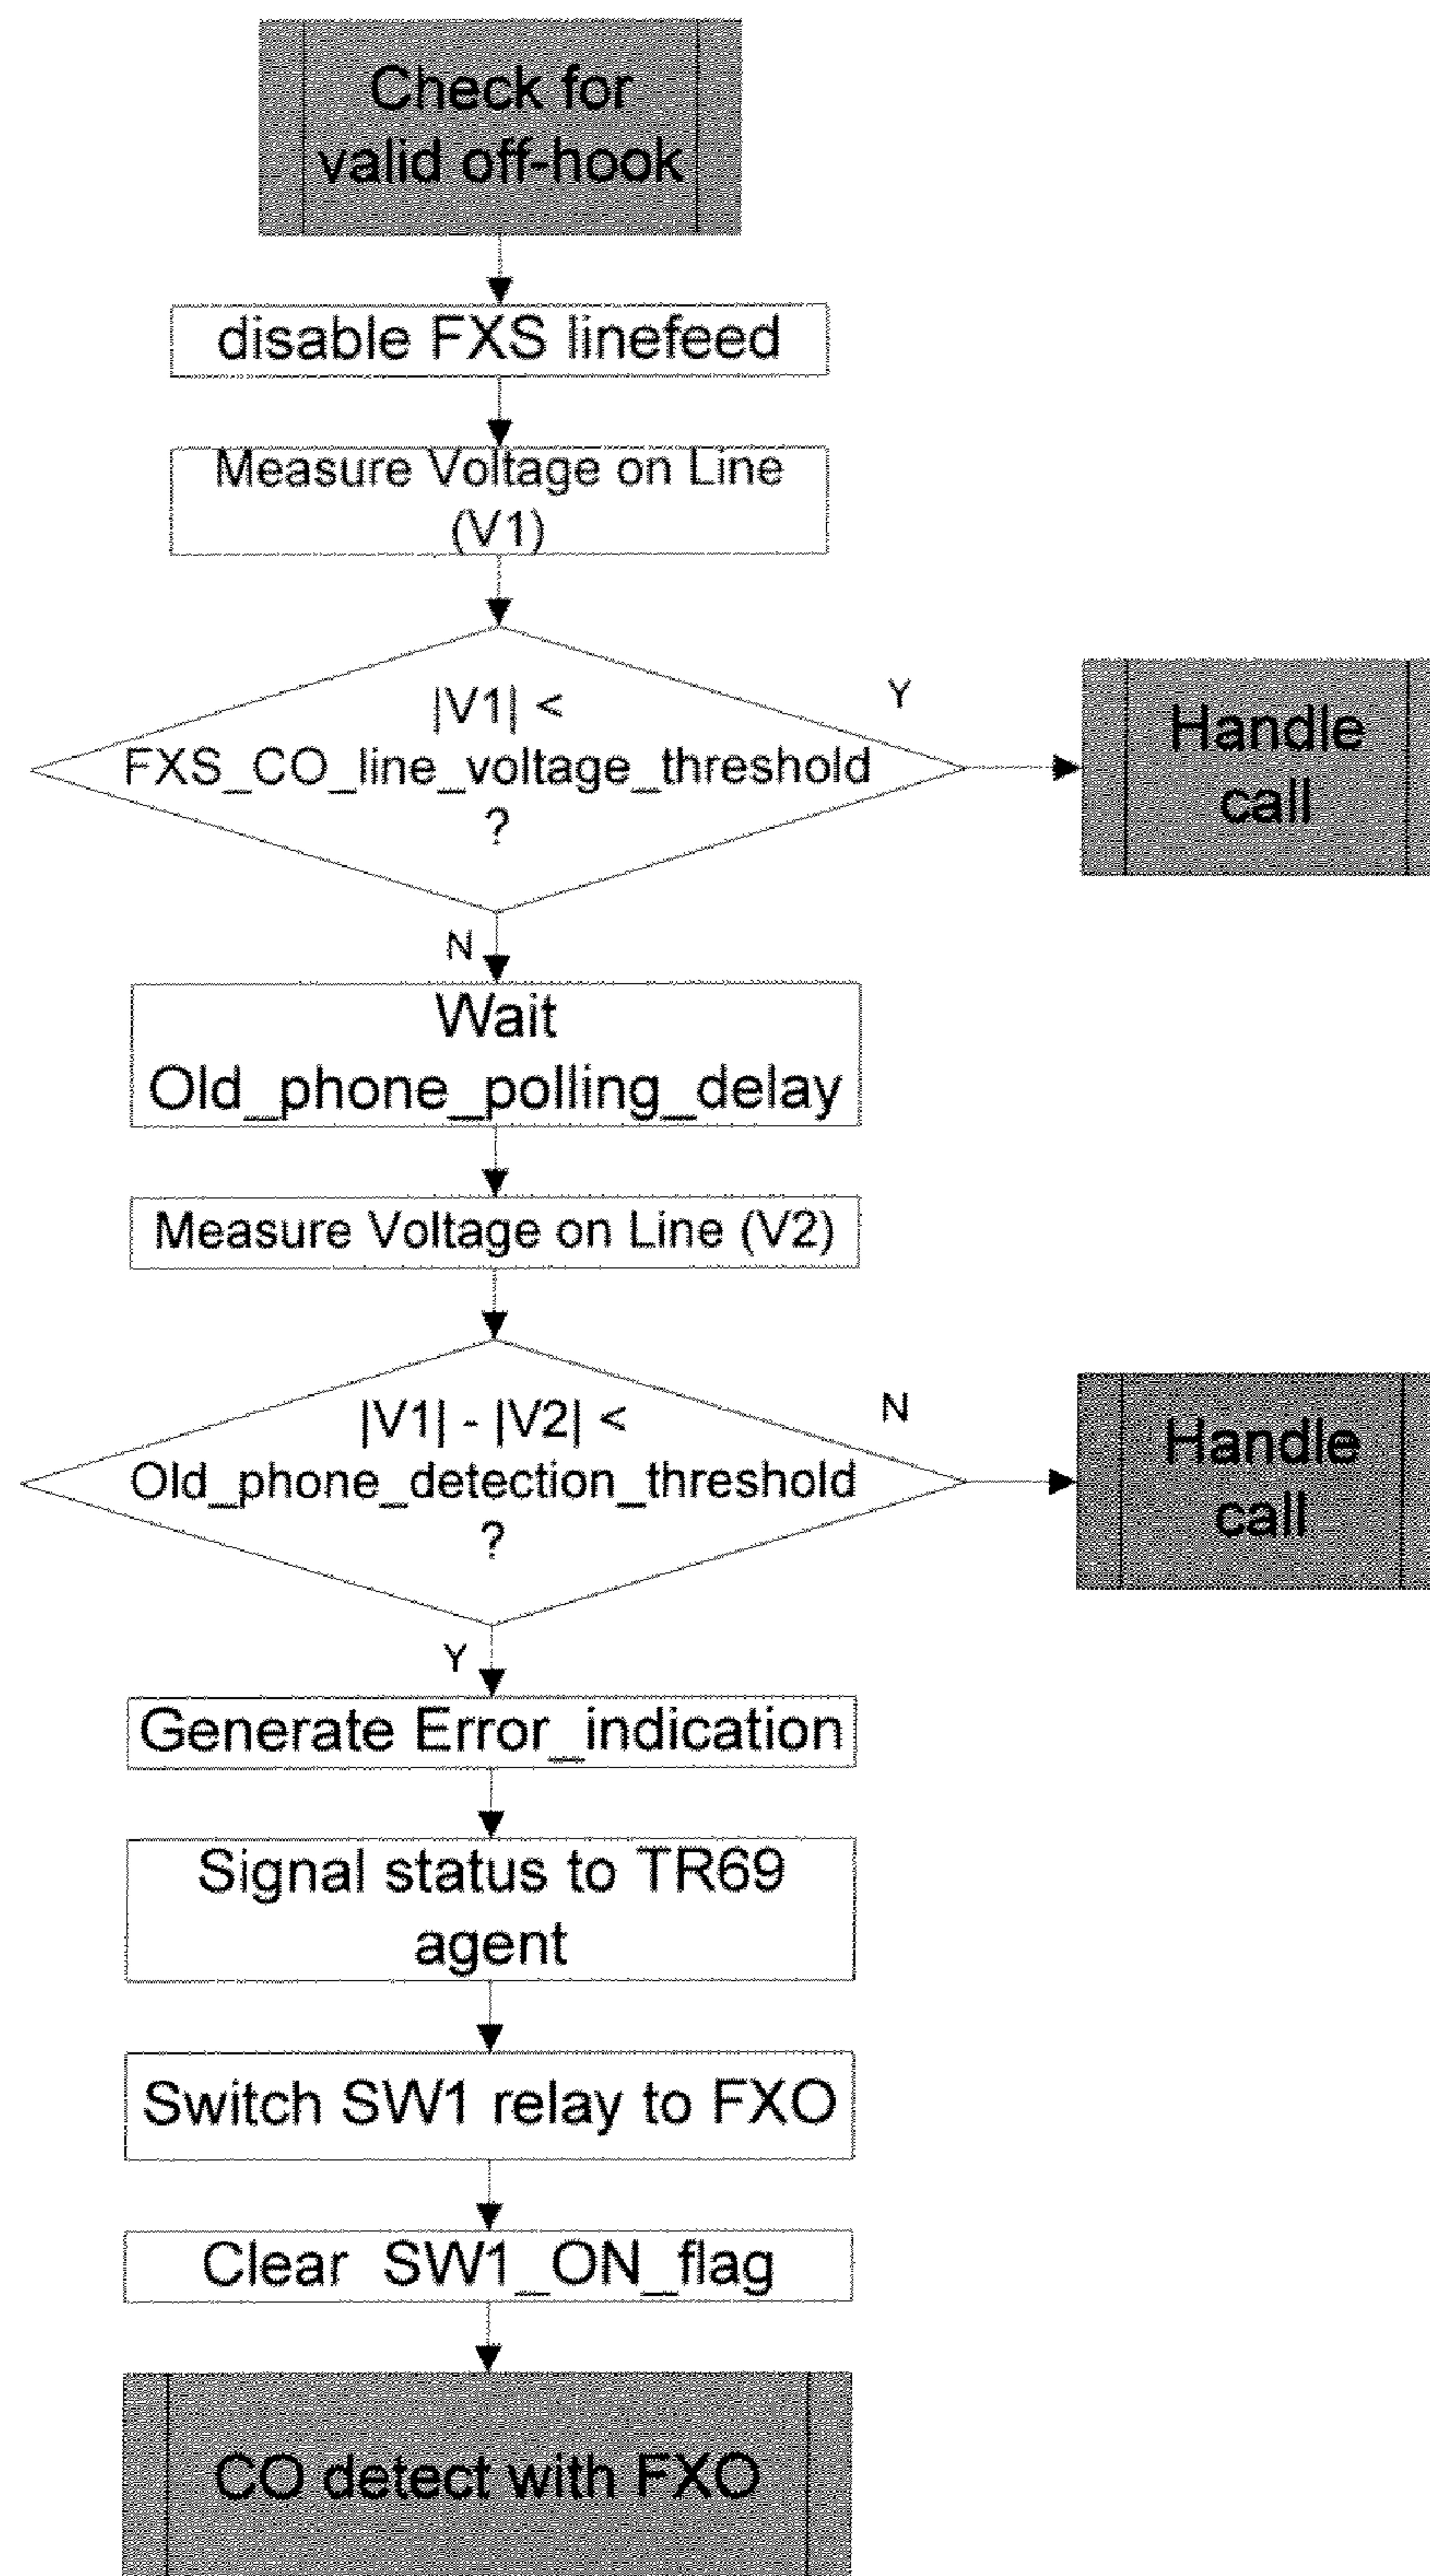 Check for
valid off-hook
disable FXS linefeed
Measure Voltage on Line
(V1)
|V1| <
FXS_CO_line_voltage_threshold
?
Y
Handle
call
N
Wait
Old_phone_polling_delay
Measure Voltage on Line (V2)
|V1| - |V2| <
Old_phone_detection_threshold
?
N
Handle
call
Y
Generate Error_indication
Signal status to TR69
agent
Switch SW1 relay to FXO
Clear SW1_ON_flag
CO detect with FXO